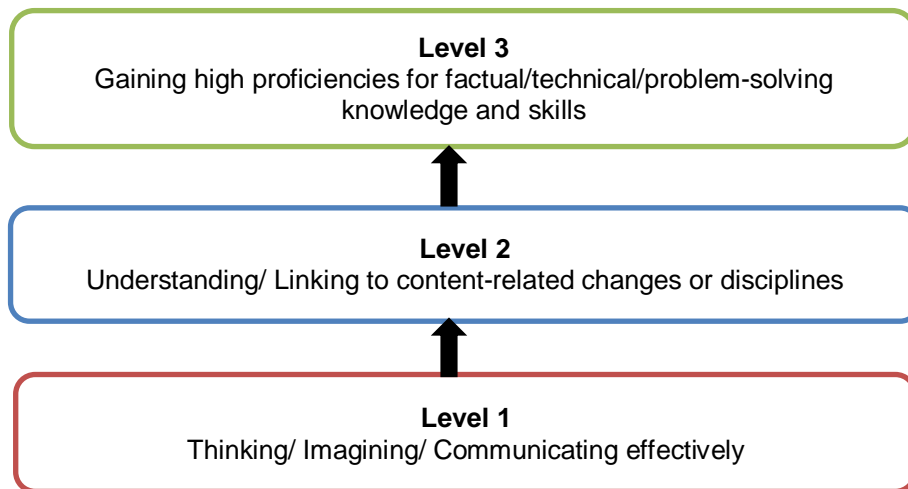 Level 3
Gaining high proficiencies for factual/technical/problem-solving
knowledge and skills
Level 2
Understanding/ Linking to content-related changes or disciplines
Level 1
Thinking/ Imagining/ Communicating effectively